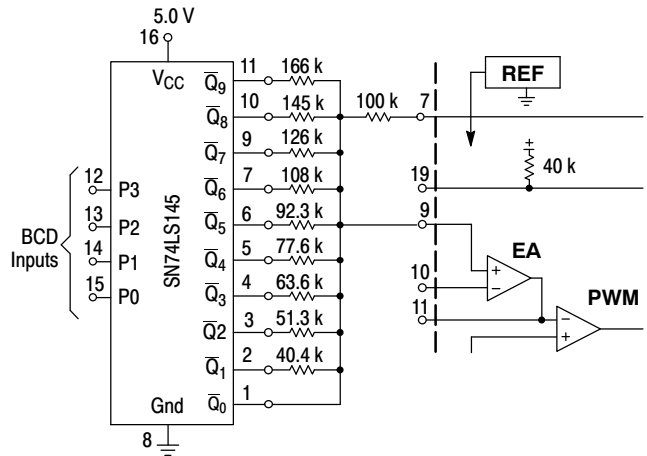 5.0 V
16
VCC
SN74LS145
BCD
Inputs
12 P3
13 P2
14 P1
15 P0
Q̅9 11 166 k
Q̅8 10 145 k
Q̅7 9 126 k
Q̅6 7 108 k
Q̅5 6 92.3 k
Q̅4 5 77.6 k
Q̅3 4 63.6 k
Q̅2 3 51.3 k
Q̅1 2 40.4 k
Q̅0 1
Gnd
8
100 k 7
REF
+
40 k
19
9
EA
+
−
10
11
PWM
−
+